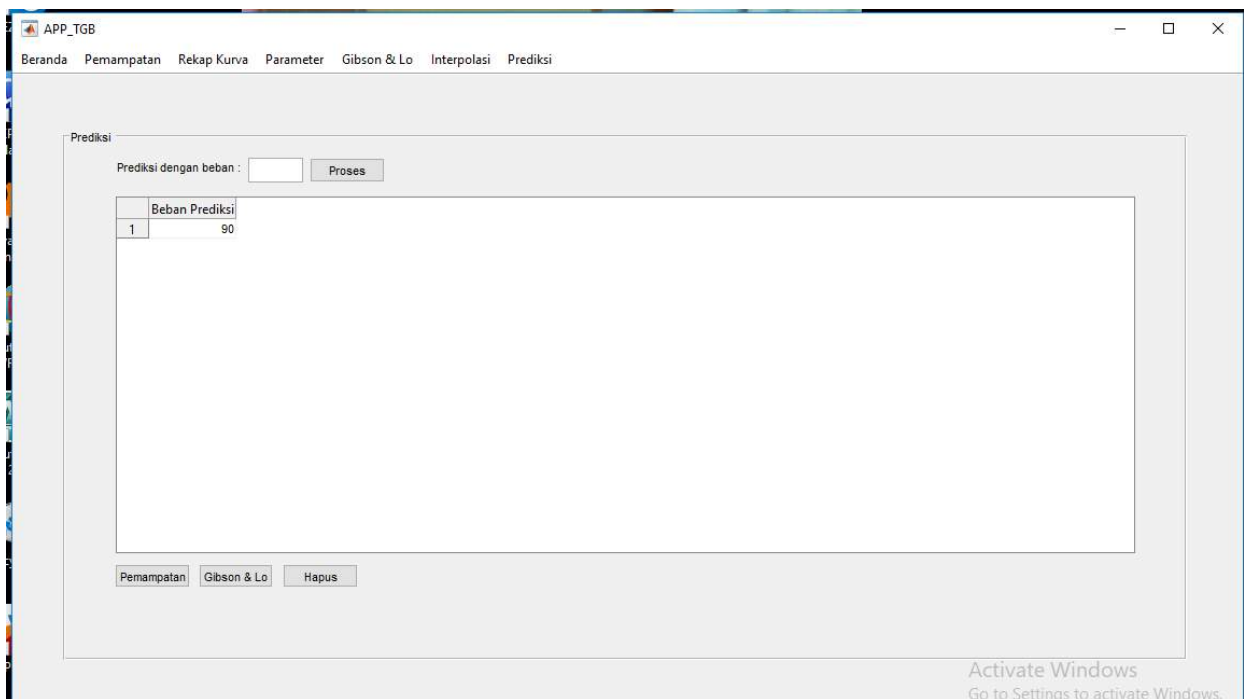 APP_TGB
Beranda Pemampatan Rekap Kurva Parameter Gibson & Lo Interpolasi Prediksi
Prediksi
Prediksi dengan beban : Proses
Beban Prediksi
1 90
Pemampatan Gibson & Lo Hapus
Activate Windows
Go to Settings to activate Windows.